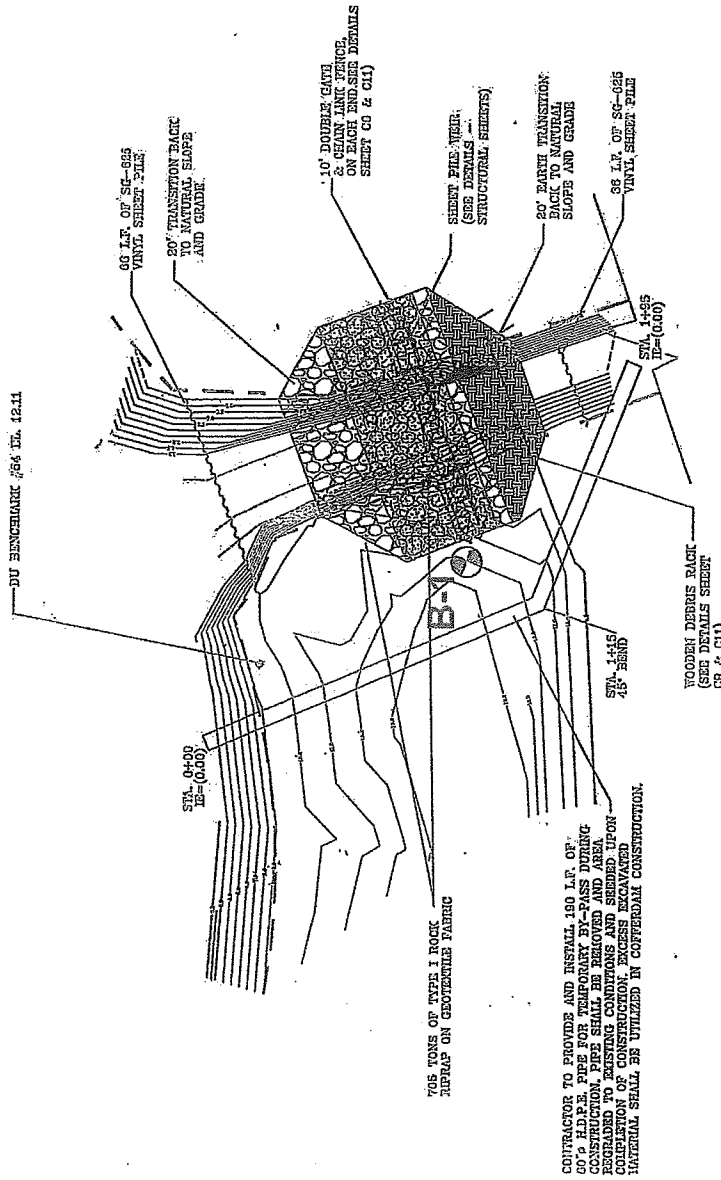 DU BENCHMARK #54 EL. 12.11
66 L.F. OF SG-625
VINYL SHEET PILE
20' TRANSITION BACK
TO NATURAL SLOPE
AND GRADE
10' DOUBLE GATE
& CHAIN LINK FENCE,
ON EACH END. SEE DETAILS
SHEET C9 & C11)
SHEET PILE WEIR
(SEE DETAILS –
STRUCTURAL SHEETS)
20' EARTH TRANSITION
BACK TO NATURAL
SLOPE AND GRADE
36 L.F. OF SG-625
VINYL SHEET PILE
STA. 0+00
IE=(0.00)
B-1
STA. 1+15
45° BEND
STA. 1+95
IE=(0.00)
WOODEN DEBRIS RACK
(SEE DETAILS SHEET
C9 & C11)
705 TONS OF TYPE I ROCK
RIPRAP ON GEOTEXTILE FABRIC
CONTRACTOR TO PROVIDE AND INSTALL 190 L.F. OF
60"ø H.D.P.E. PIPE FOR TEMPORARY BY-PASS DURING
CONSTRUCTION. PIPE SHALL BE REMOVED AND AREA
REGRADED TO EXISTING CONDITIONS AND SEEDED UPON
COMPLETION OF CONSTRUCTION. EXCESS EXCAVATED
MATERIAL SHALL BE UTILIZED IN COFFERDAM CONSTRUCTION.